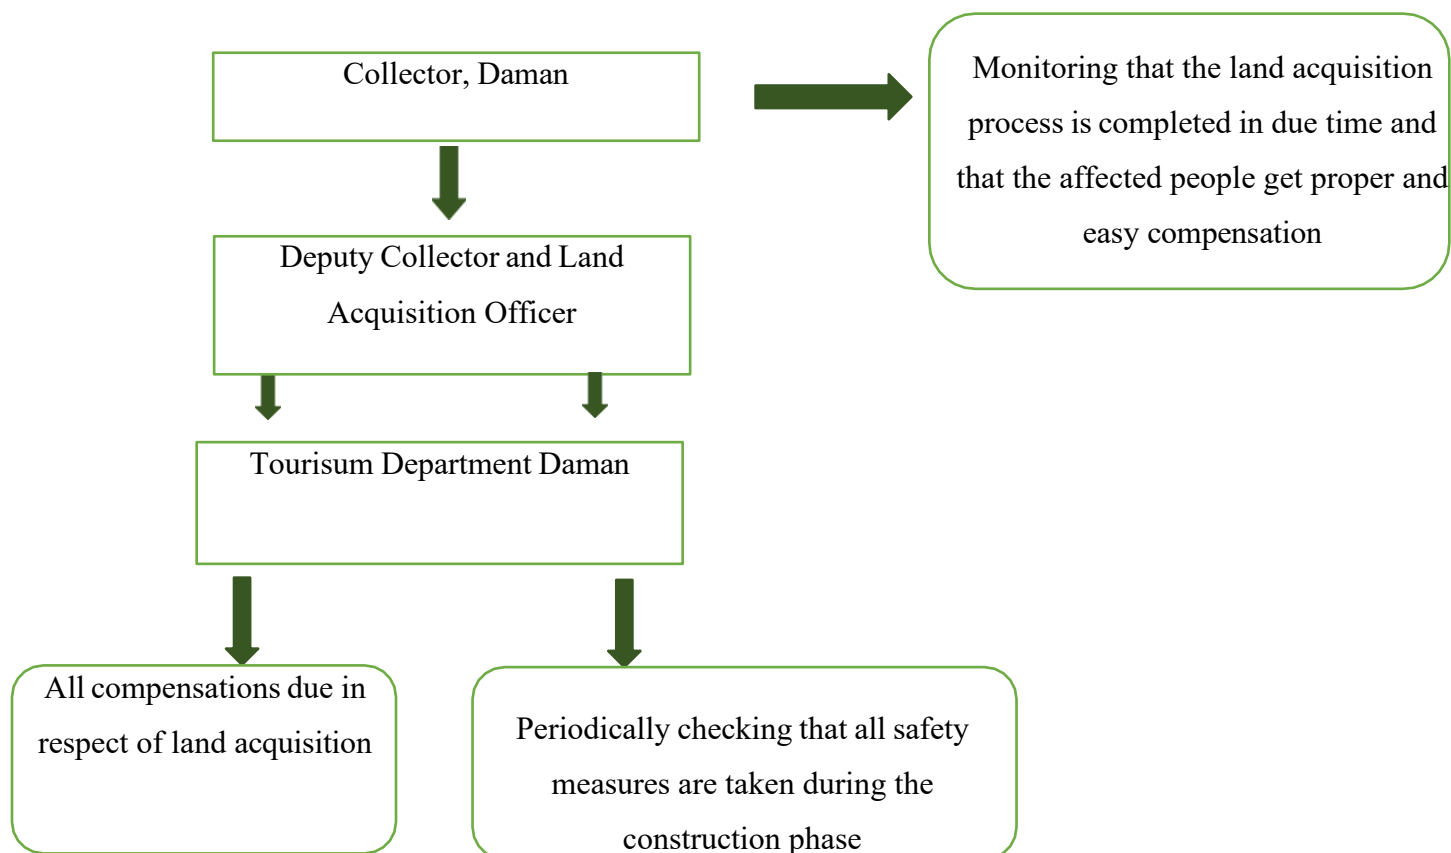 Collector, Daman
Monitoring that the land acquisition
process is completed in due time and
that the affected people get proper and
easy compensation
Deputy Collector and Land
Acquisition Officer
Tourisum Department Daman
All compensations due in
respect of land acquisition
Periodically checking that all safety
measures are taken during the
construction phase